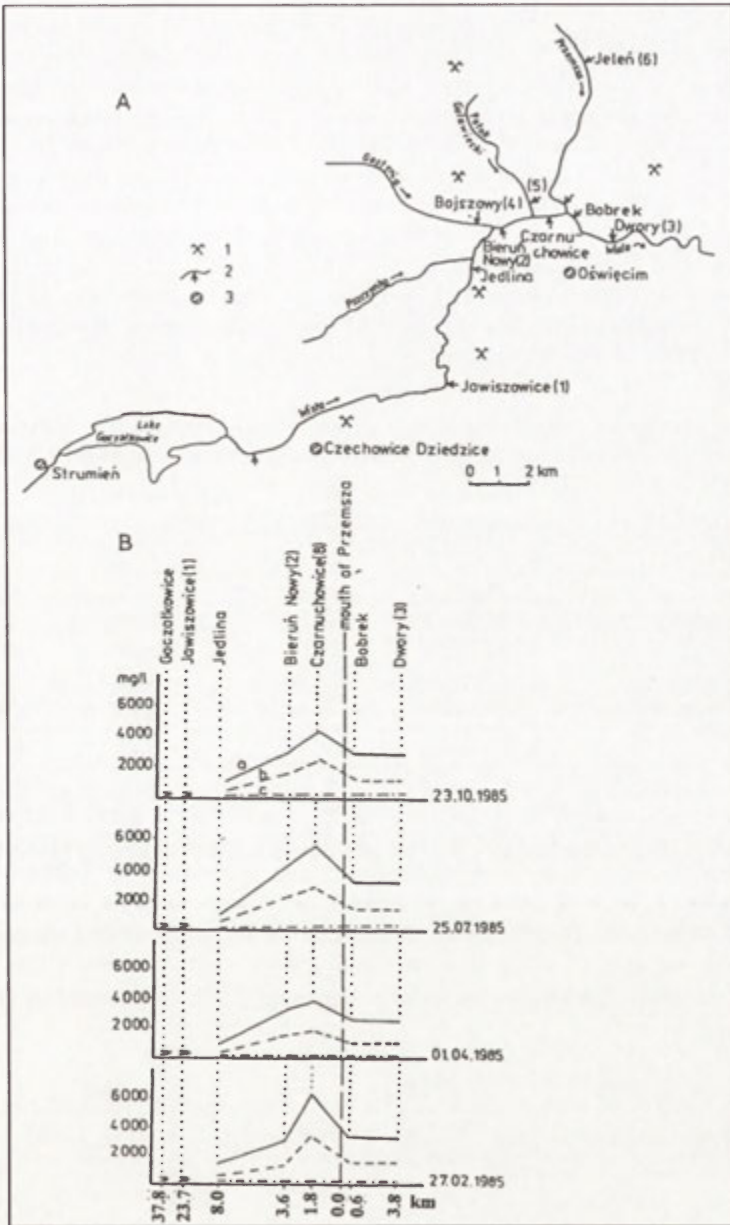 A
Jeleń (6)
Przemsza
Potok
Goławiecki
Gostynia
(5)
Bojszowy (4)
Bobrek
Dwory (3)
Czarnu-
chowice
Wisła
Bieruń
Nowy (2)
Jedlina
Oświęcim
1
2
3
Pszczynka
Jawiszowice (1)
Wisła
Lake
Goczałkowice
Strumień
Czechowice Dziedzice
0 1 2 km
B
Goczałkowice
Jawiszowice (1)
Jedlina
Bieruń Nowy (2)
Czarnuchowice (8)
mouth of Przemsza
Bobrek
Dwory (3)
mg/l
6000
4000
2000
a
b
c
23.10.1985
6000
4000
2000
25.07.1985
6000
4000
2000
01.04.1985
6000
4000
2000
27.02.1985
37.8 23.7 8.0 3.6 1.8 0.0 0.6 3.8 km